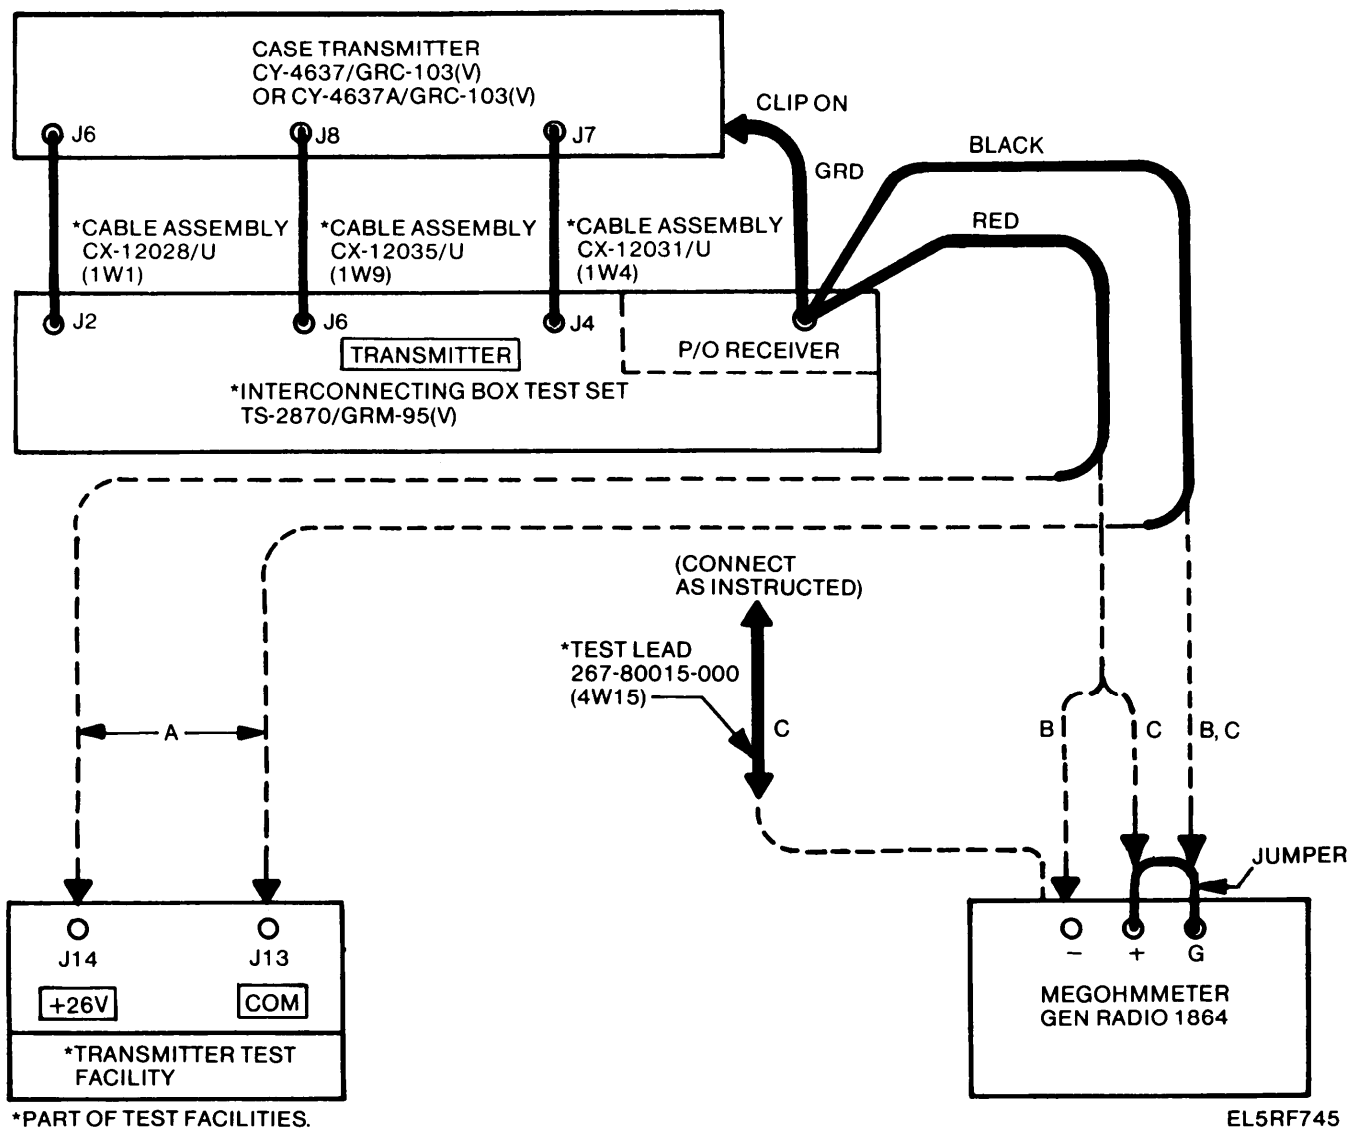 CASE TRANSMITTER
CY-4637/GRC-103(V)
OR CY-4637A/GRC-103(V)
J6
J8
J7
CLIP ON
GRD
BLACK
RED
*CABLE ASSEMBLY
CX-12028/U
(1W1)
*CABLE ASSEMBLY
CX-12035/U
(1W9)
*CABLE ASSEMBLY
CX-12031/U
(1W4)
J2
J6
J4
TRANSMITTER
P/O RECEIVER
*INTERCONNECTING BOX TEST SET
TS-2870/GRM-95(V)
(CONNECT
AS INSTRUCTED)
*TEST LEAD
267-80015-000
(4W15)
A
C
B
C
B, C
JUMPER
J14
J13
+26V
COM
*TRANSMITTER TEST
FACILITY
− + G
MEGOHMMETER
GEN RADIO 1864
*PART OF TEST FACILITIES.
EL5RF745